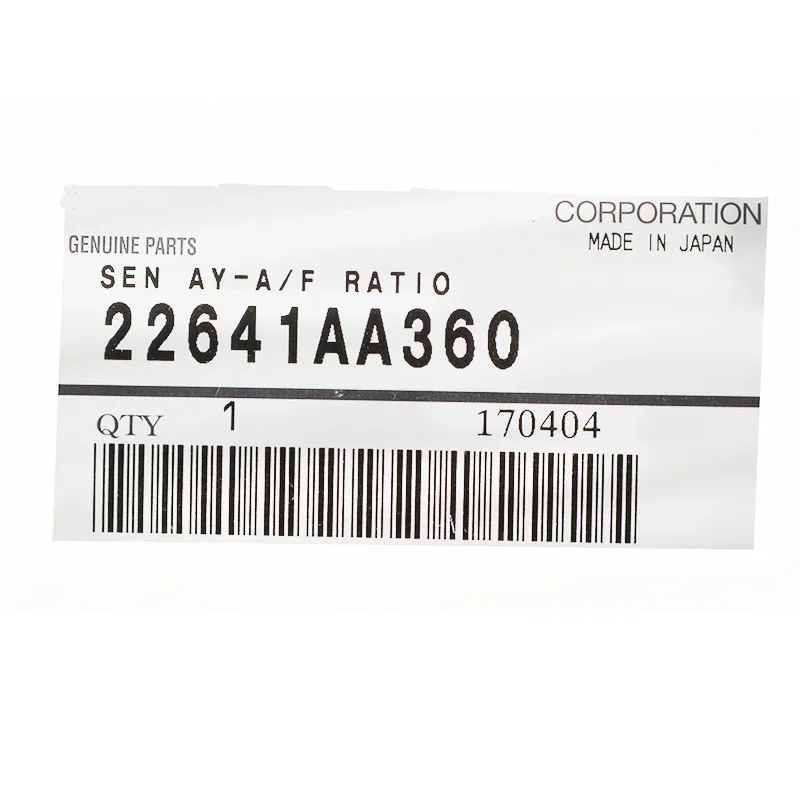 CORPORATION
GENUINE PARTS
MADE IN JAPAN
SEN AY-A/F RATIO
22641AA360
QTY 1 170404